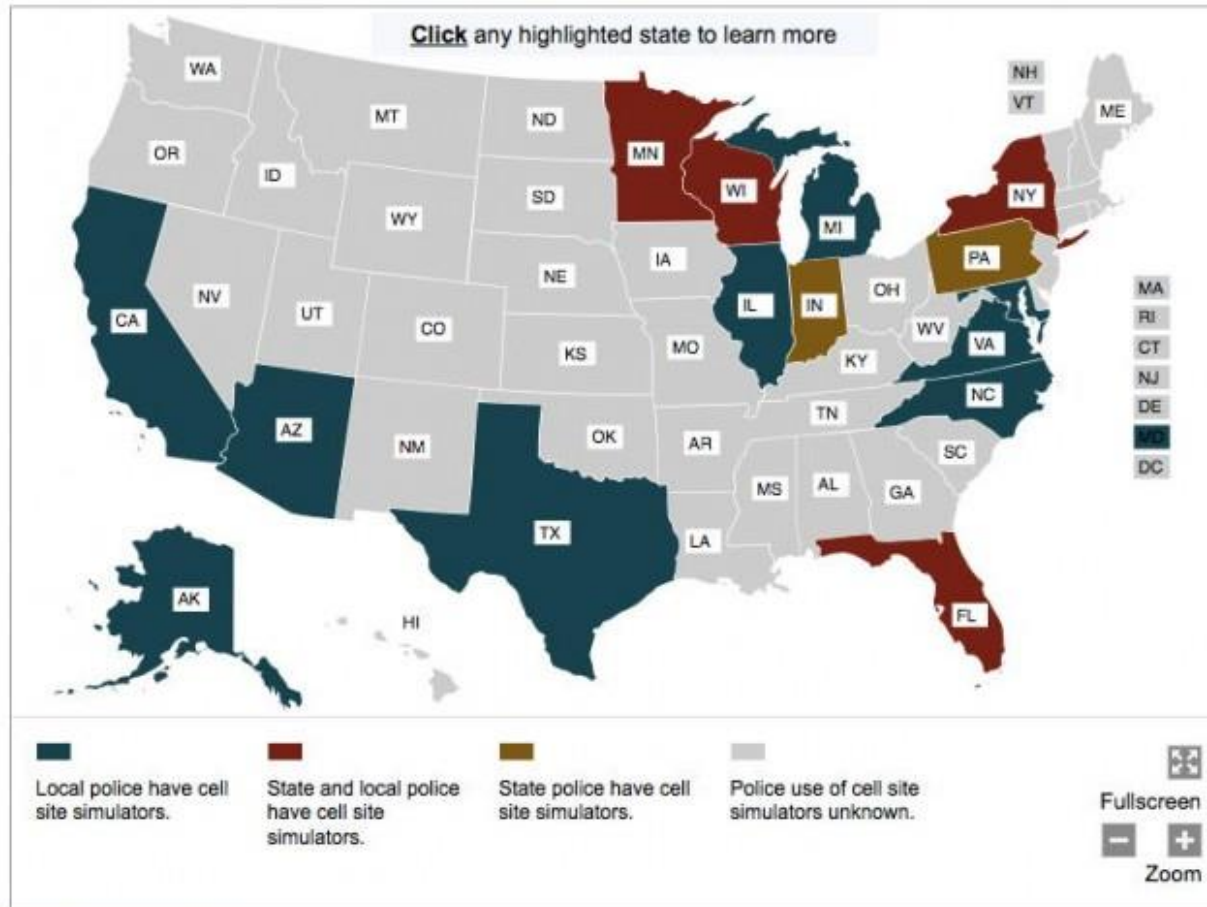 Click any highlighted state to learn more
WA
MT
ND
MN
NH
VT
ME
OR
ID
SD
WI
NY
WY
MI
IA
PA
NE
OH
MA
NV
IL
IN
RI
UT
CA
CO
WV
VA
CT
KS
MO
KY
NJ
NC
DE
TN
AZ
OK
MD
NM
AR
SC
DC
MS
AL
GA
TX
LA
AK
HI
FL
Local police have cell
site simulators.
State and local police
have cell site
simulators.
State police have cell
site simulators.
Police use of cell site
simulators unknown.
Fullscreen
Zoom